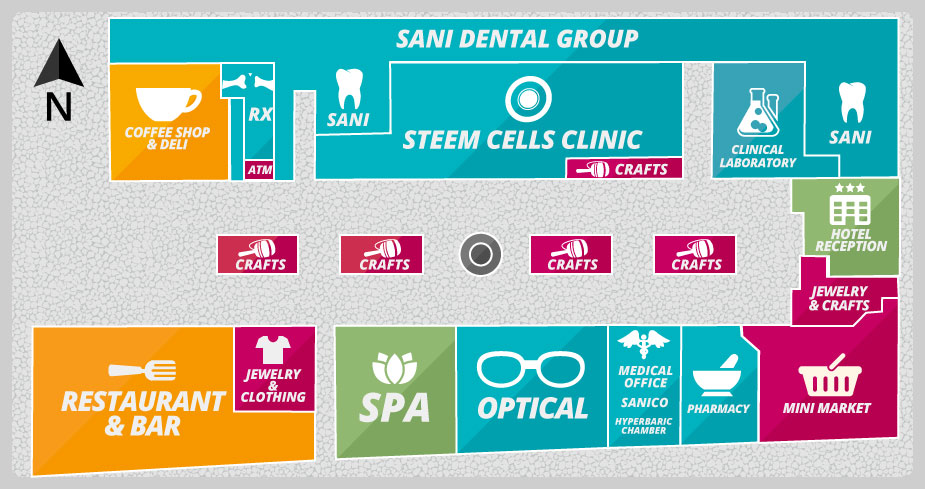 SANI DENTAL GROUP
N
COFFEE SHOP
& DELI
RX
ATM
SANI
STEEM CELLS CLINIC
CRAFTS
CLINICAL
LABORATORY
SANI
HOTEL
RECEPTION
CRAFTS
CRAFTS
CRAFTS
CRAFTS
JEWELRY
& CRAFTS
RESTAURANT
& BAR
JEWELRY
&
CLOTHING
SPA
OPTICAL
MEDICAL
OFFICE
SANICO
HYPERBARIC
CHAMBER
PHARMACY
MINI MARKET